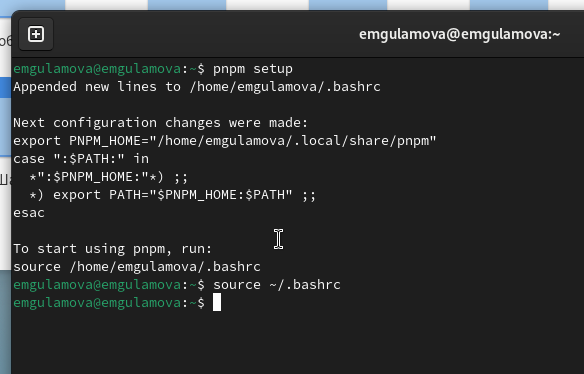 emgulamova@emgulamova:~
emgulamova@emgulamova:~$ pnpm setup
Appended new lines to /home/emgulamova/.bashrc
Next configuration changes were made:
export PNPM_HOME="/home/emgulamova/.local/share/pnpm"
case ":$PATH:" in
  *":$PNPM_HOME:"*) ;;
  *) export PATH="$PNPM_HOME:$PATH" ;;
esac
To start using pnpm, run:
source /home/emgulamova/.bashrc
emgulamova@emgulamova:~$ source ~/.bashrc
emgulamova@emgulamova:~$